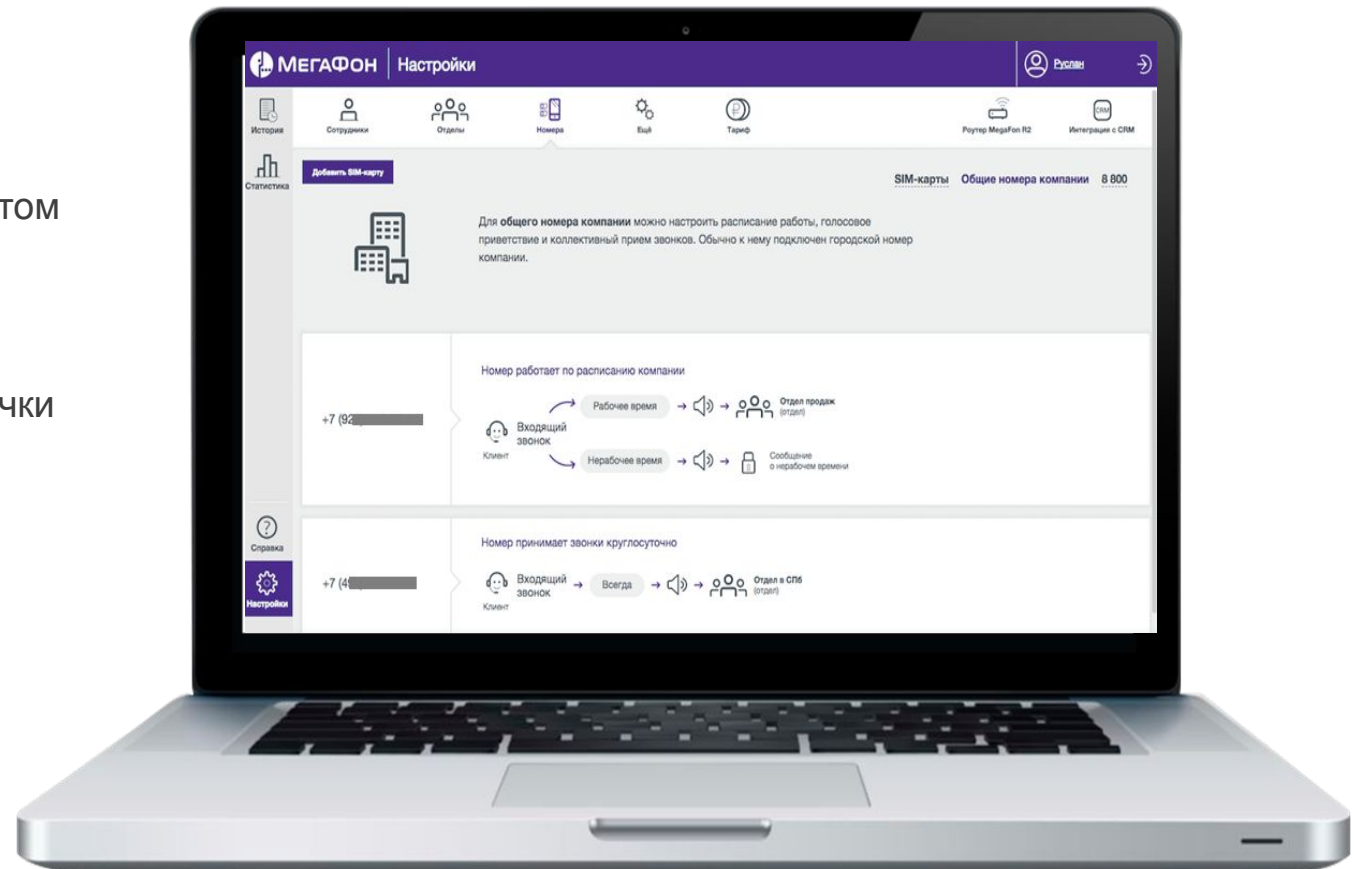 том
чки
МЕГАФОН Настройки
Руслан
История
Сотрудники
Отделы
Номера
Ещё
Тариф
Роутер MegaFon R2
Интеграция с CRM
CRM
Статистика
Добавить SIM-карту
SIM-карты Общие номера компании 8 800
Для общего номера компании можно настроить расписание работы, голосовое
приветствие и коллективный прием звонков. Обычно к нему подключен городской номер
компании.
Номер работает по расписанию компании
+7 (92
Клиент
Входящий
звонок
Рабочее время
Отдел продаж
(отдел)
Нерабочее время
Сообщение
о нерабочем времени
Справка
Настройки
Номер принимает звонки круглосуточно
+7 (49
Клиент
Входящий
звонок
Всегда
Отдел в СПб
(отдел)